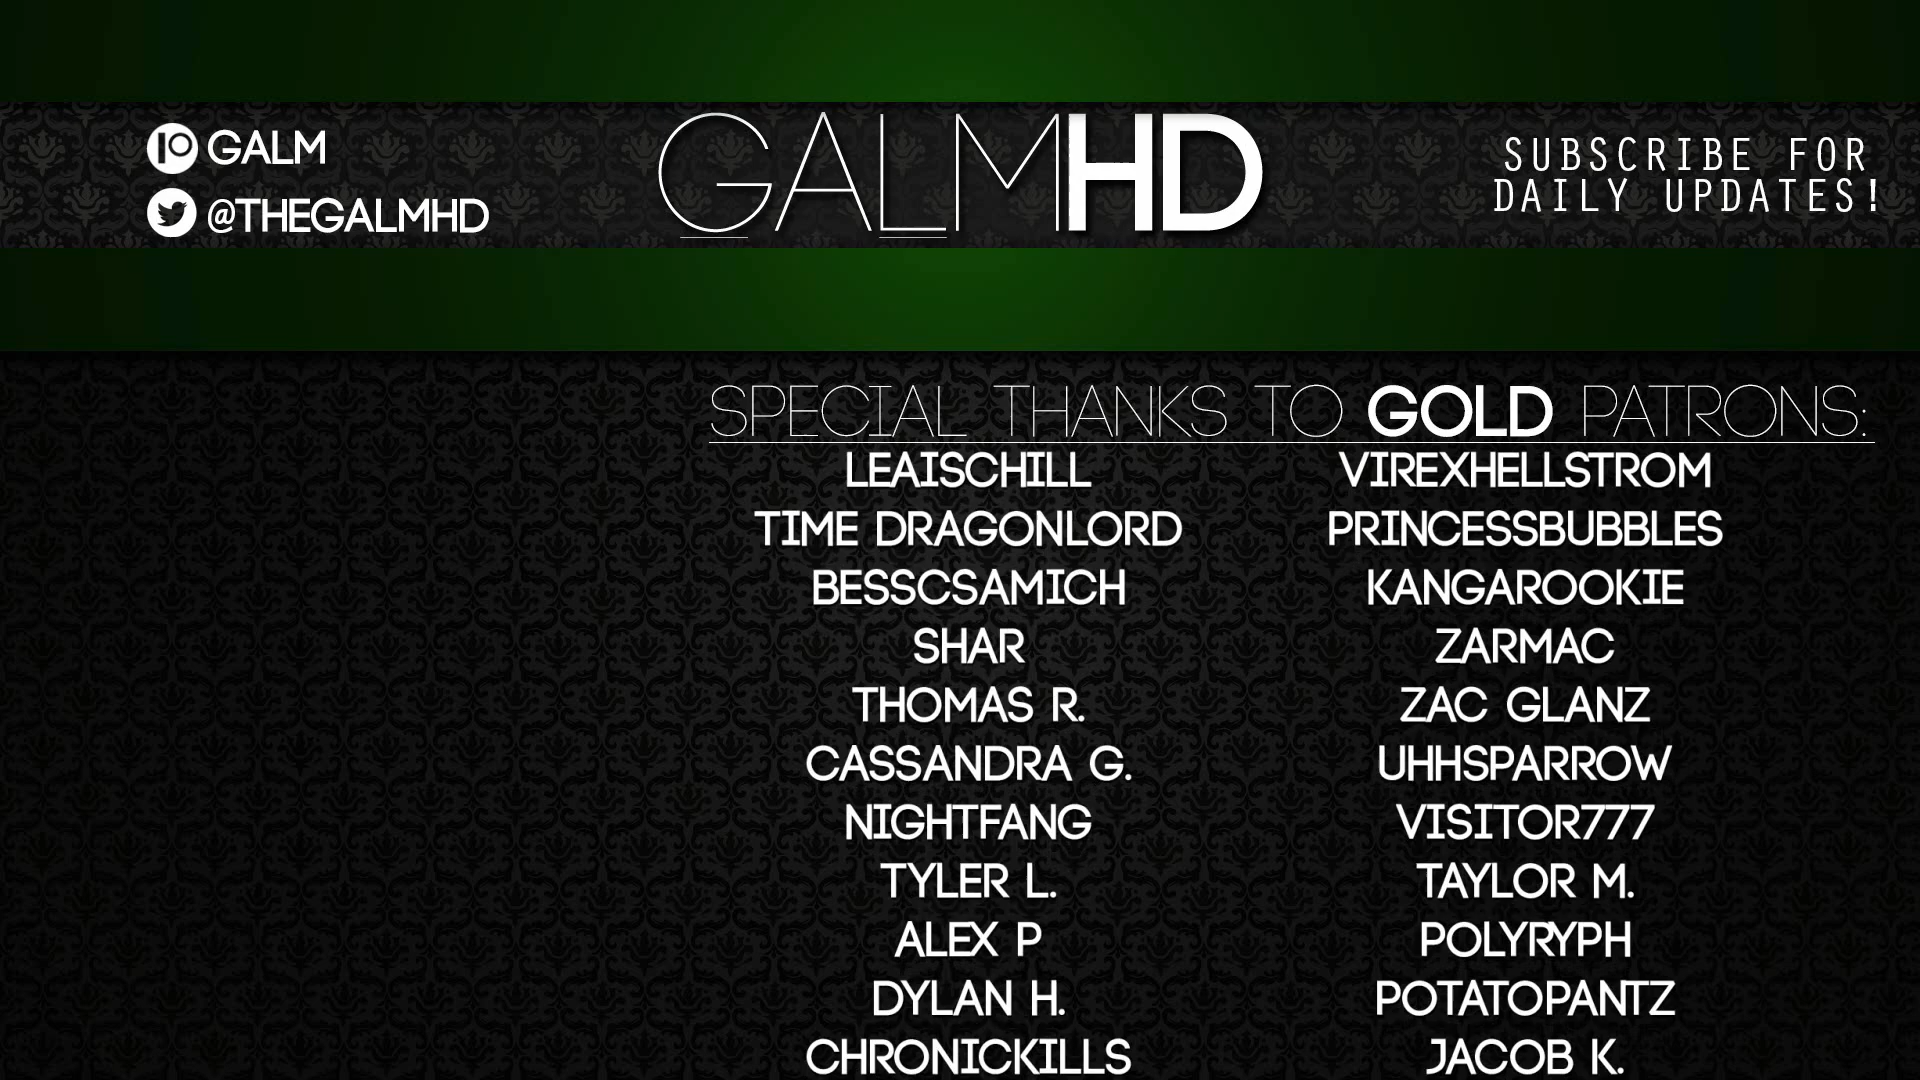 GALM
@THEGALMHD
GALMHD
SUBSCRIBE FOR
DAILY UPDATES!
SPECIAL THANKS TO GOLD PATRONS:
LEAISCHILL
TIME DRAGONLORD
BESSCSAMICH
SHAR
THOMAS R.
CASSANDRA G.
NIGHTFANG
TYLER L.
ALEX P
DYLAN H.
CHRONICKILLS
VIREXHELLSTROM
PRINCESSBUBBLES
KANGAROOKIE
ZARMAC
ZAC GLANZ
UHHSPARROW
VISITOR777
TAYLOR M.
POLYRYPH
POTATOPANTZ
JACOB K.